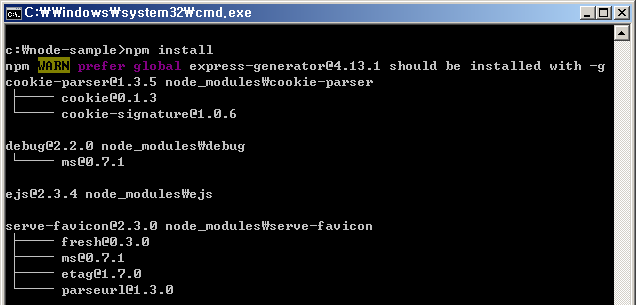 C:₩Windows₩system32₩cmd.exe
c:₩node-sample>npm install
npm WARN prefer global express-generator@4.13.1 should be installed with -g
cookie-parser@1.3.5 node_modules₩cookie-parser
├── cookie@0.1.3
└── cookie-signature@1.0.6
debug@2.2.0 node_modules₩debug
└── ms@0.7.1
ejs@2.3.4 node_modules₩ejs
serve-favicon@2.3.0 node_modules₩serve-favicon
├── fresh@0.3.0
├── ms@0.7.1
├── etag@1.7.0
└── parseurl@1.3.0